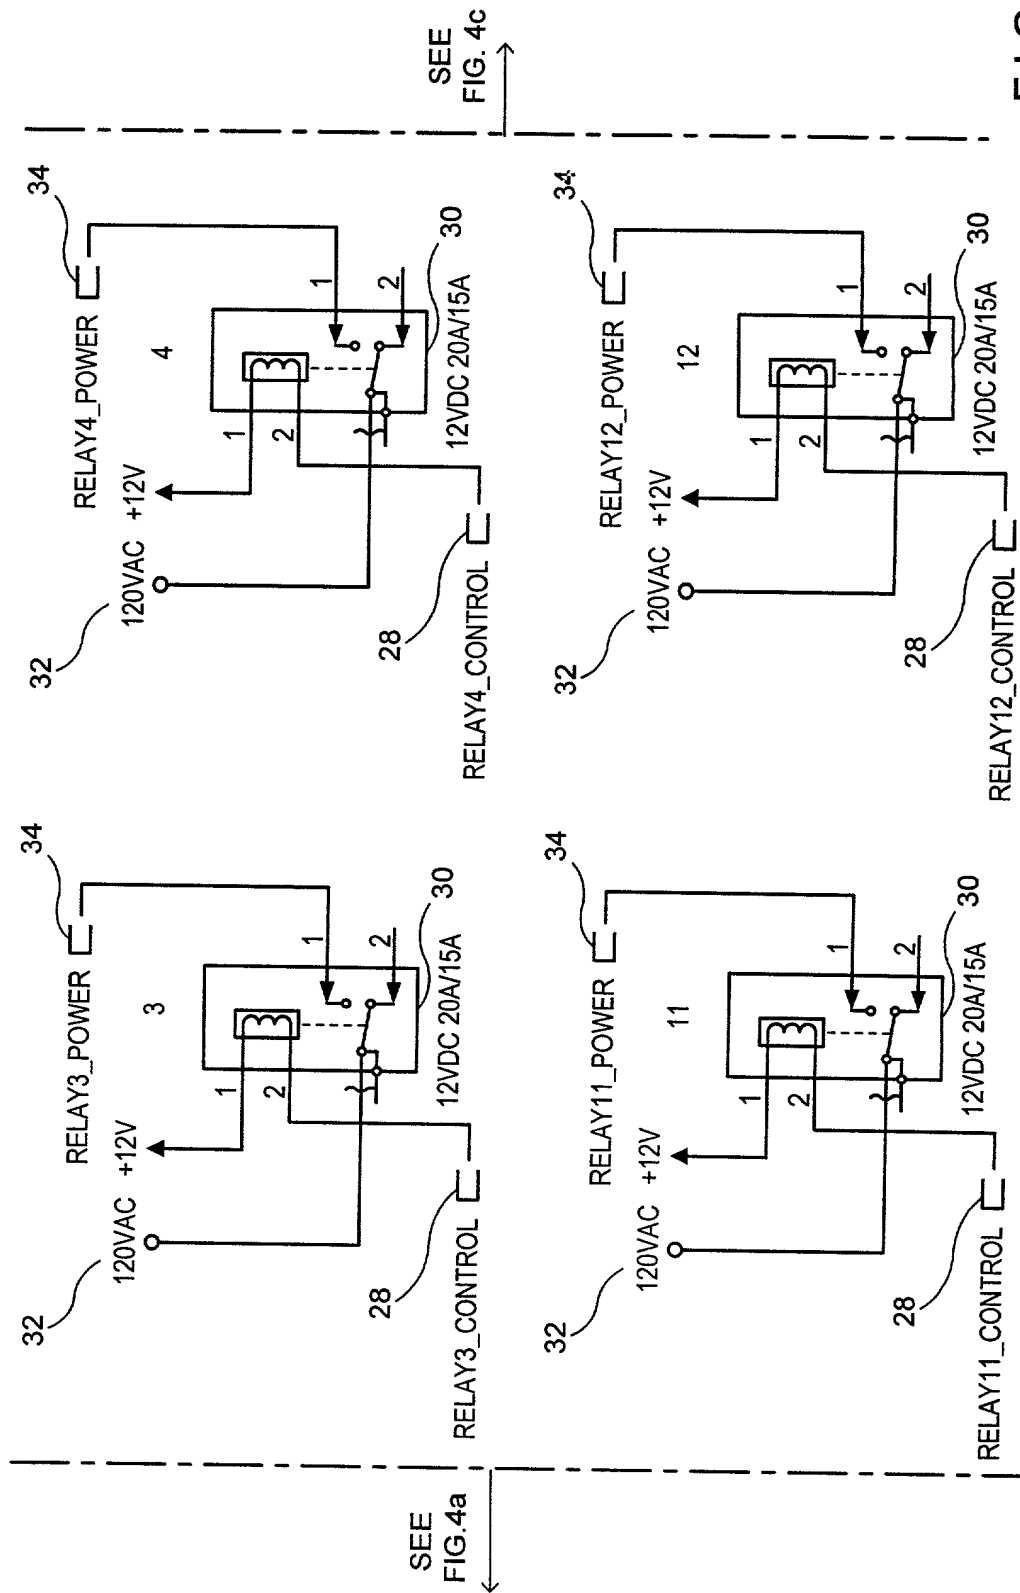 SEE
FIG.4a
32
120VAC
+12V
RELAY3_POWER
34
3
1
2
1
2
30
12VDC 20A/15A
28
RELAY3_CONTROL
32
120VAC
+12V
RELAY4_POWER
34
4
1
2
1
2
30
12VDC 20A/15A
28
RELAY4_CONTROL
SEE
FIG. 4c
32
120VAC
+12V
RELAY11_POWER
34
11
1
2
1
2
30
12VDC 20A/15A
28
RELAY11_CONTROL
32
120VAC
+12V
RELAY12_POWER
34
12
1
2
1
2
30
12VDC 20A/15A
28
RELAY12_CONTROL